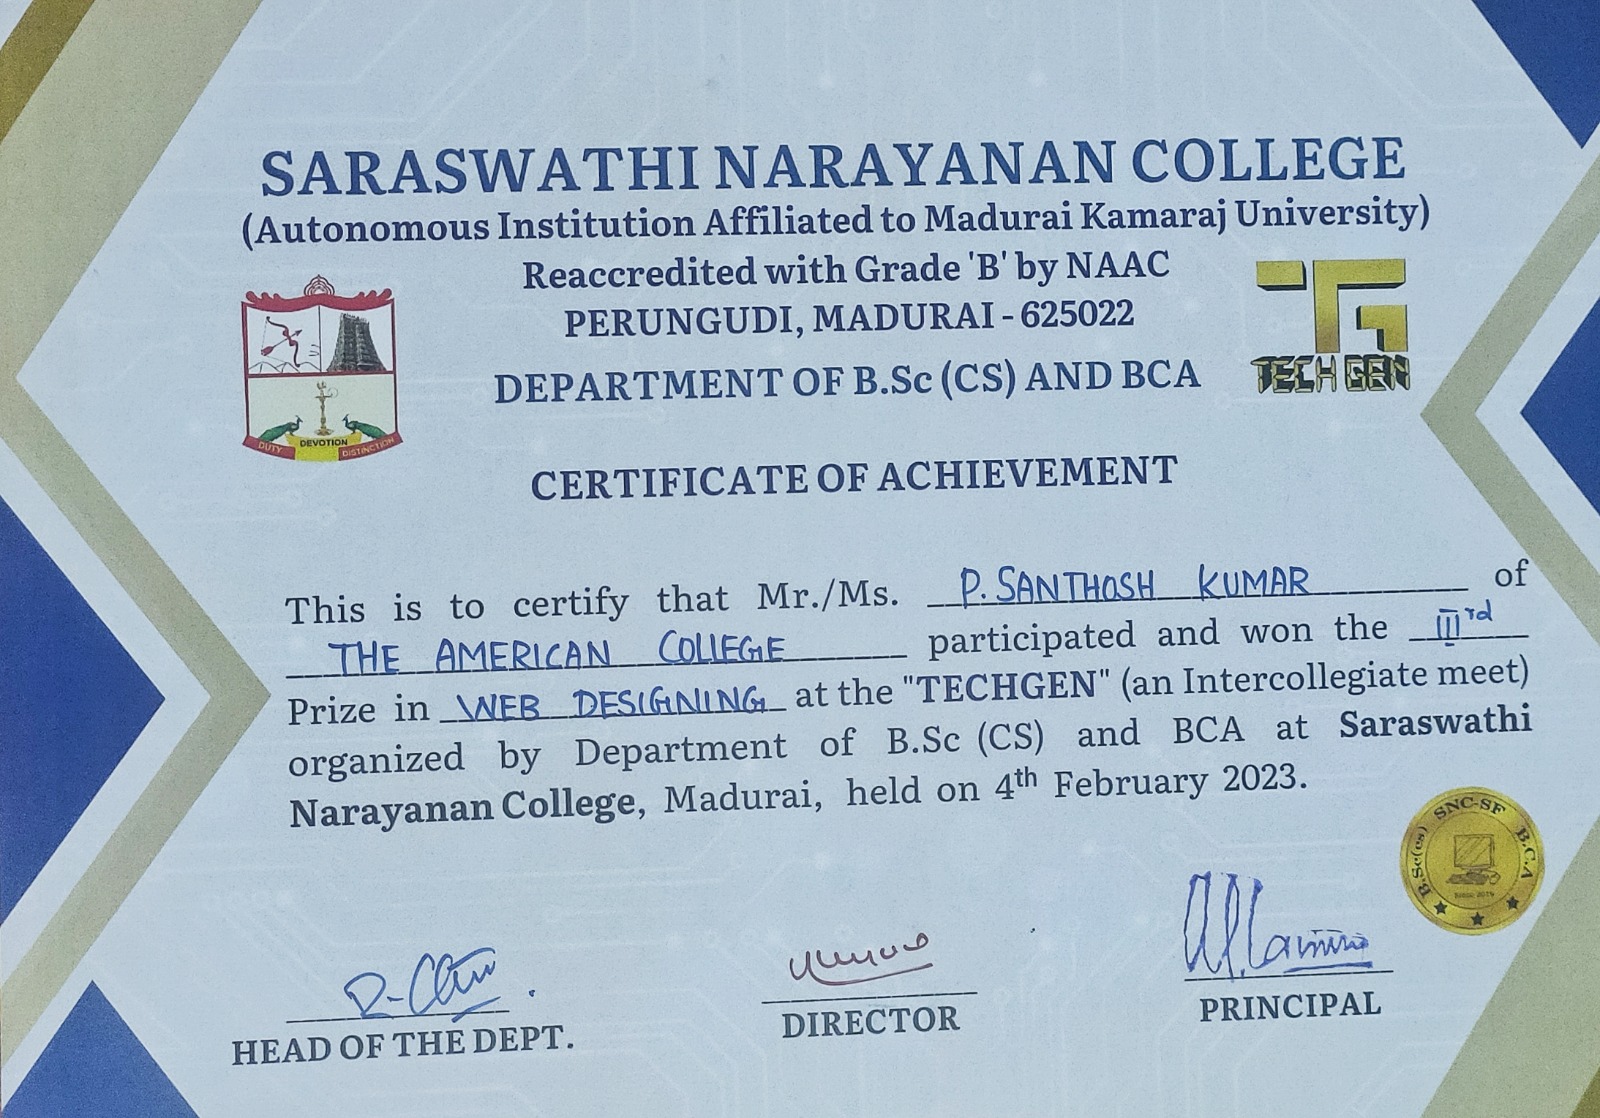 SARASWATHI NARAYANAN COLLEGE
(Autonomous Institution Affiliated to Madurai Kamaraj University)
Reaccredited with Grade 'B' by NAAC
PERUNGUDI, MADURAI - 625022
DEPARTMENT OF B.Sc (CS) AND BCA
DUTY DEVOTION DISTINCTION
TECH GEN
CERTIFICATE OF ACHIEVEMENT
This is to certify that Mr./Ms. P. SANTHOSH KUMAR of
THE AMERICAN COLLEGE participated and won the IIIrd
Prize in WEB DESIGNING at the "TECHGEN" (an Intercollegiate meet)
organized by Department of B.Sc (CS) and BCA at Saraswathi
Narayanan College, Madurai, held on 4th February 2023.
B.Sc(cs) SNC-SF B.C.A
HEAD OF THE DEPT.
DIRECTOR
PRINCIPAL